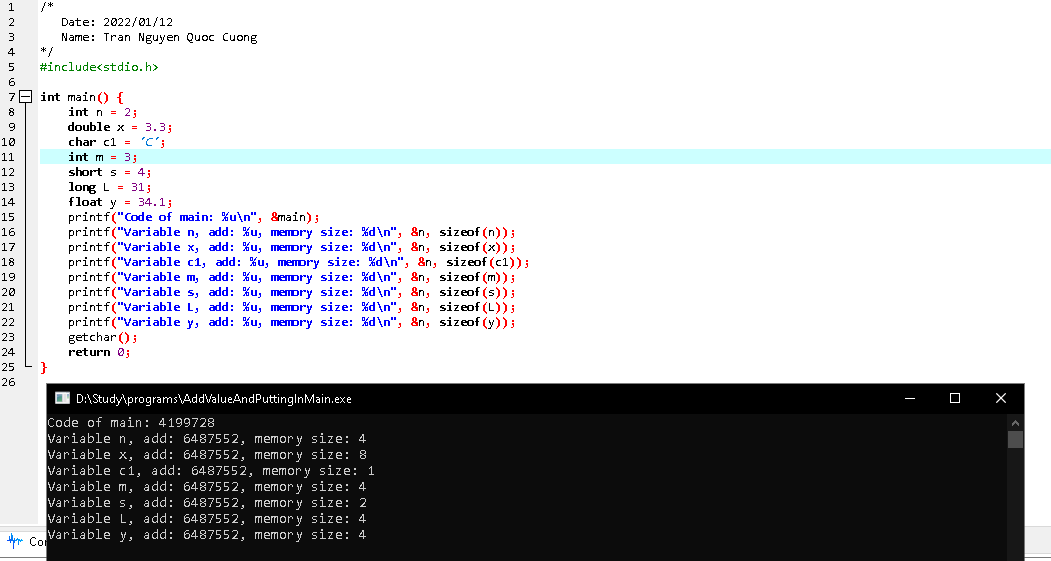 1 /*
2 Date: 2022/01/12
3 Name: Tran Nguyen Quoc Cuong
4 */
5 #include<stdio.h>
6
7 int main() {
8 int n = 2;
9 double x = 3.3;
10 char c1 = 'C';
11 int m = 3;
12 short s = 4;
13 long L = 31;
14 float y = 34.1;
15 printf("Code of main: %u\n", &main);
16 printf("Variable n, add: %u, memory size: %d\n", &n, sizeof(n));
17 printf("Variable x, add: %u, memory size: %d\n", &n, sizeof(x));
18 printf("Variable c1, add: %u, memory size: %d\n", &n, sizeof(c1));
19 printf("Variable m, add: %u, memory size: %d\n", &n, sizeof(m));
20 printf("Variable s, add: %u, memory size: %d\n", &n, sizeof(s));
21 printf("Variable L, add: %u, memory size: %d\n", &n, sizeof(L));
22 printf("Variable y, add: %u, memory size: %d\n", &n, sizeof(y));
23 getchar();
24 return 0;
25 }
26
D:\Study\programs\AddValueAndPuttingInMain.exe
Code of main: 4199728
Variable n, add: 6487552, memory size: 4
Variable x, add: 6487552, memory size: 8
Variable c1, add: 6487552, memory size: 1
Variable m, add: 6487552, memory size: 4
Variable s, add: 6487552, memory size: 2
Variable L, add: 6487552, memory size: 4
Variable y, add: 6487552, memory size: 4